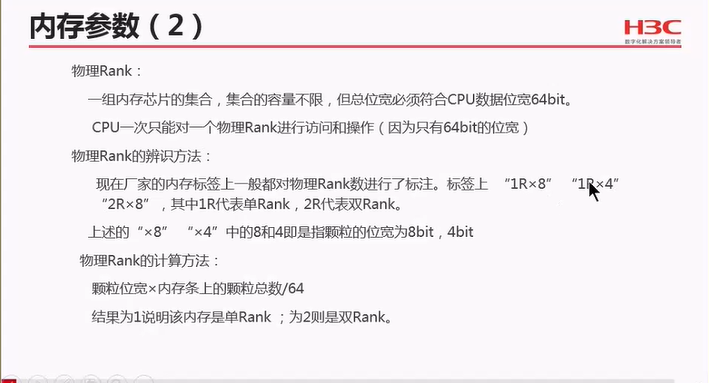 内存参数（2）
H3C
数字化解决方案领导者
物理Rank：
一组内存芯片的集合，集合的容量不限，但总位宽必须符合CPU数据位宽64bit。
CPU一次只能对一个物理Rank进行访问和操作（因为只有64bit的位宽）
物理Rank的辨识方法：
现在厂家的内存标签上一般都对物理Rank数进行了标注。标签上 “1R×8” “1R×4”
“2R×8”，其中1R代表单Rank，2R代表双Rank。
上述的“×8” “×4”中的8和4即是指颗粒的位宽为8bit，4bit
物理Rank的计算方法：
颗粒位宽×内存条上的颗粒总数/64
结果为1说明该内存是单Rank ；为2则是双Rank。